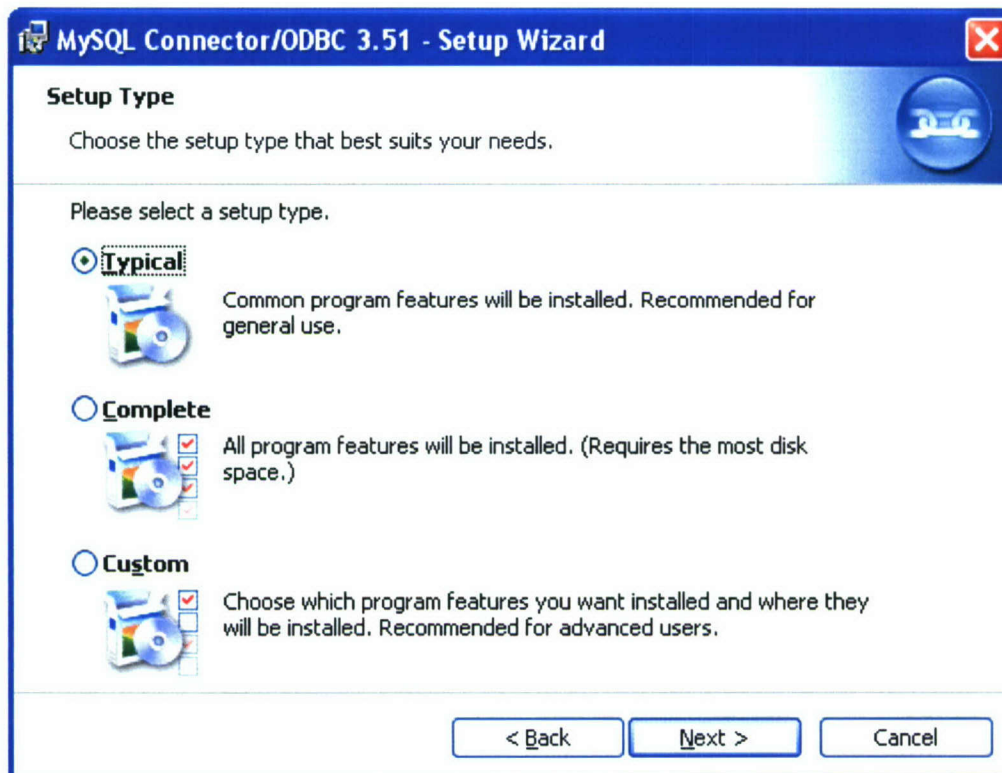 MySQL Connector/ODBC 3.51 - Setup Wizard
Setup Type
Choose the setup type that best suits your needs.
Please select a setup type.
Typical
Common program features will be installed. Recommended for
general use.
Complete
All program features will be installed. (Requires the most disk
space.)
Custom
Choose which program features you want installed and where they
will be installed. Recommended for advanced users.
< Back
Next >
Cancel